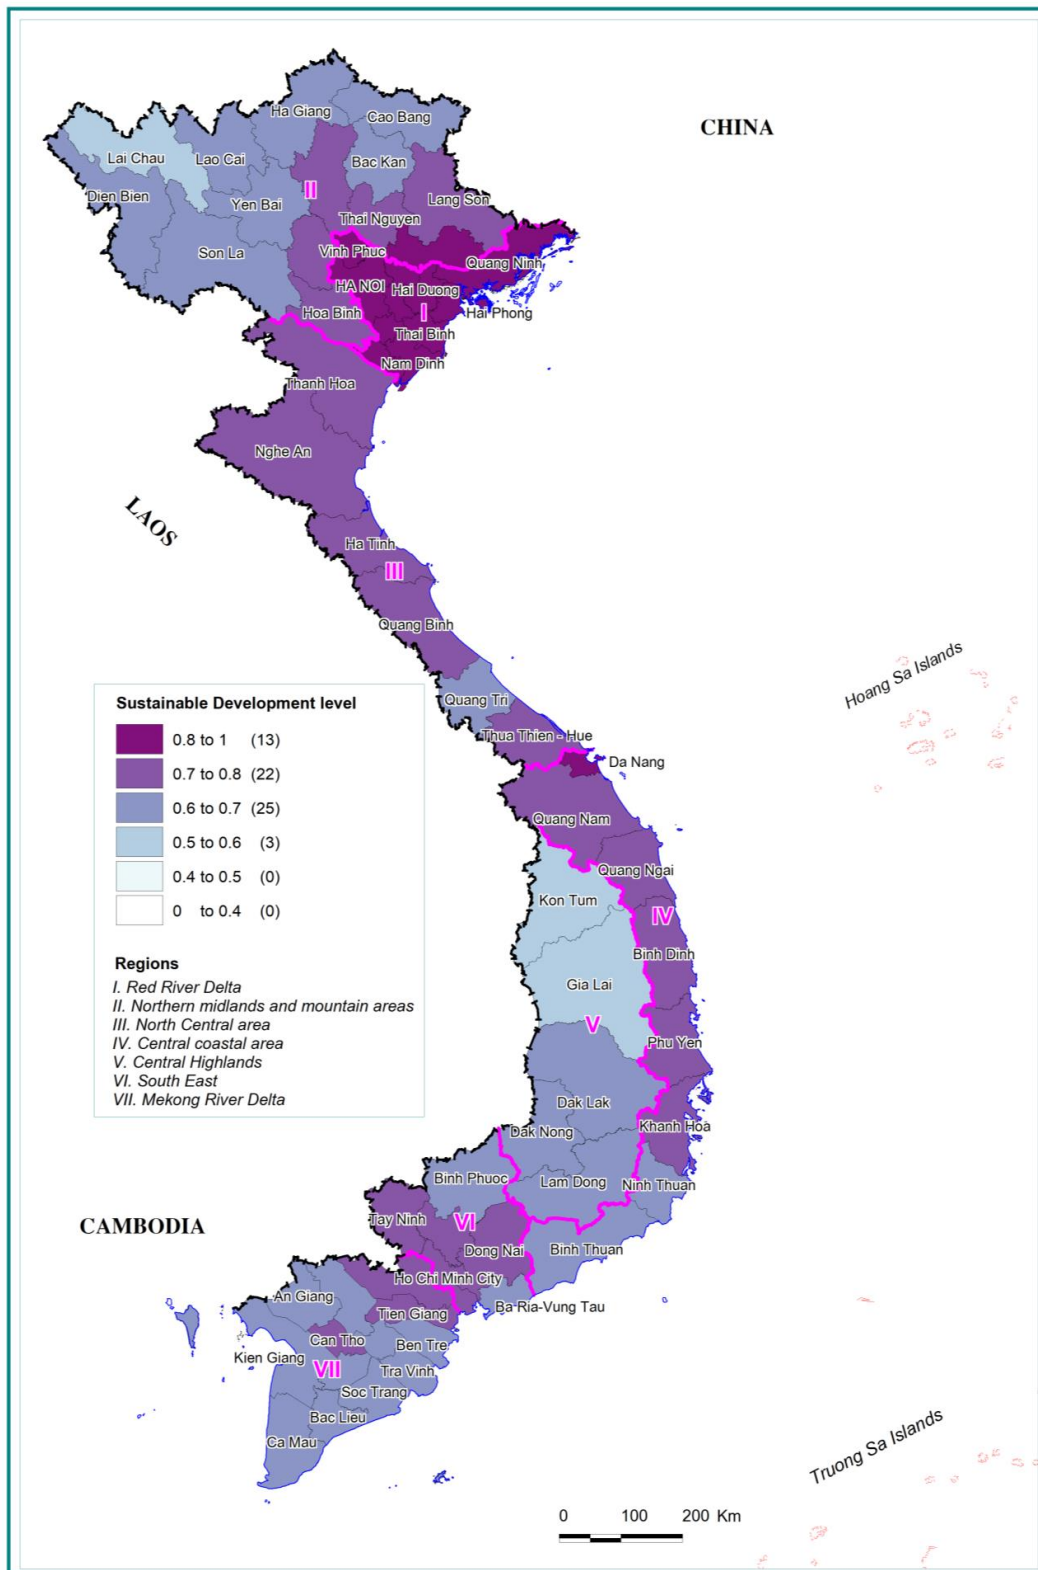 CHINA
Ha Giang
Cao Bang
Lai Chau
Lao Cai
Bac Kan
Dien Bien
II
Yen Bai
Lang Son
Thai Nguyen
Son La
Vinh Phuc
Quang Ninh
HA NOI
Hai Duong
Hoa Binh
I
Hai Phong
Thai Binh
Nam Dinh
Thanh Hoa
Nghe An
LAOS
Ha Tinh
III
Quang Binh
Hoang Sa Islands
Quang Tri
Thua Thien - Hue
Da Nang
Quang Nam
Quang Ngai
Kon Tum
IV
Binh Dinh
Gia Lai
V
Phu Yen
Dak Lak
Khanh Hoa
Dak Nong
Binh Phuoc
Lam Dong
Ninh Thuan
CAMBODIA
Tay Ninh
VI
Dong Nai
Binh Thuan
Ho Chi Minh City
An Giang
Tien Giang
Ba Ria-Vung Tau
Can Tho
Ben Tre
Kien Giang
VII
Tra Vinh
Soc Trang
Bac Lieu
Ca Mau
Truong Sa Islands
Sustainable Development level
0.8 to 1 (13)
0.7 to 0.8 (22)
0.6 to 0.7 (25)
0.5 to 0.6 (3)
0.4 to 0.5 (0)
0 to 0.4 (0)
Regions
I. Red River Delta
II. Northern midlands and mountain areas
III. North Central area
IV. Central coastal area
V. Central Highlands
VI. South East
VII. Mekong River Delta
0 100 200 Km